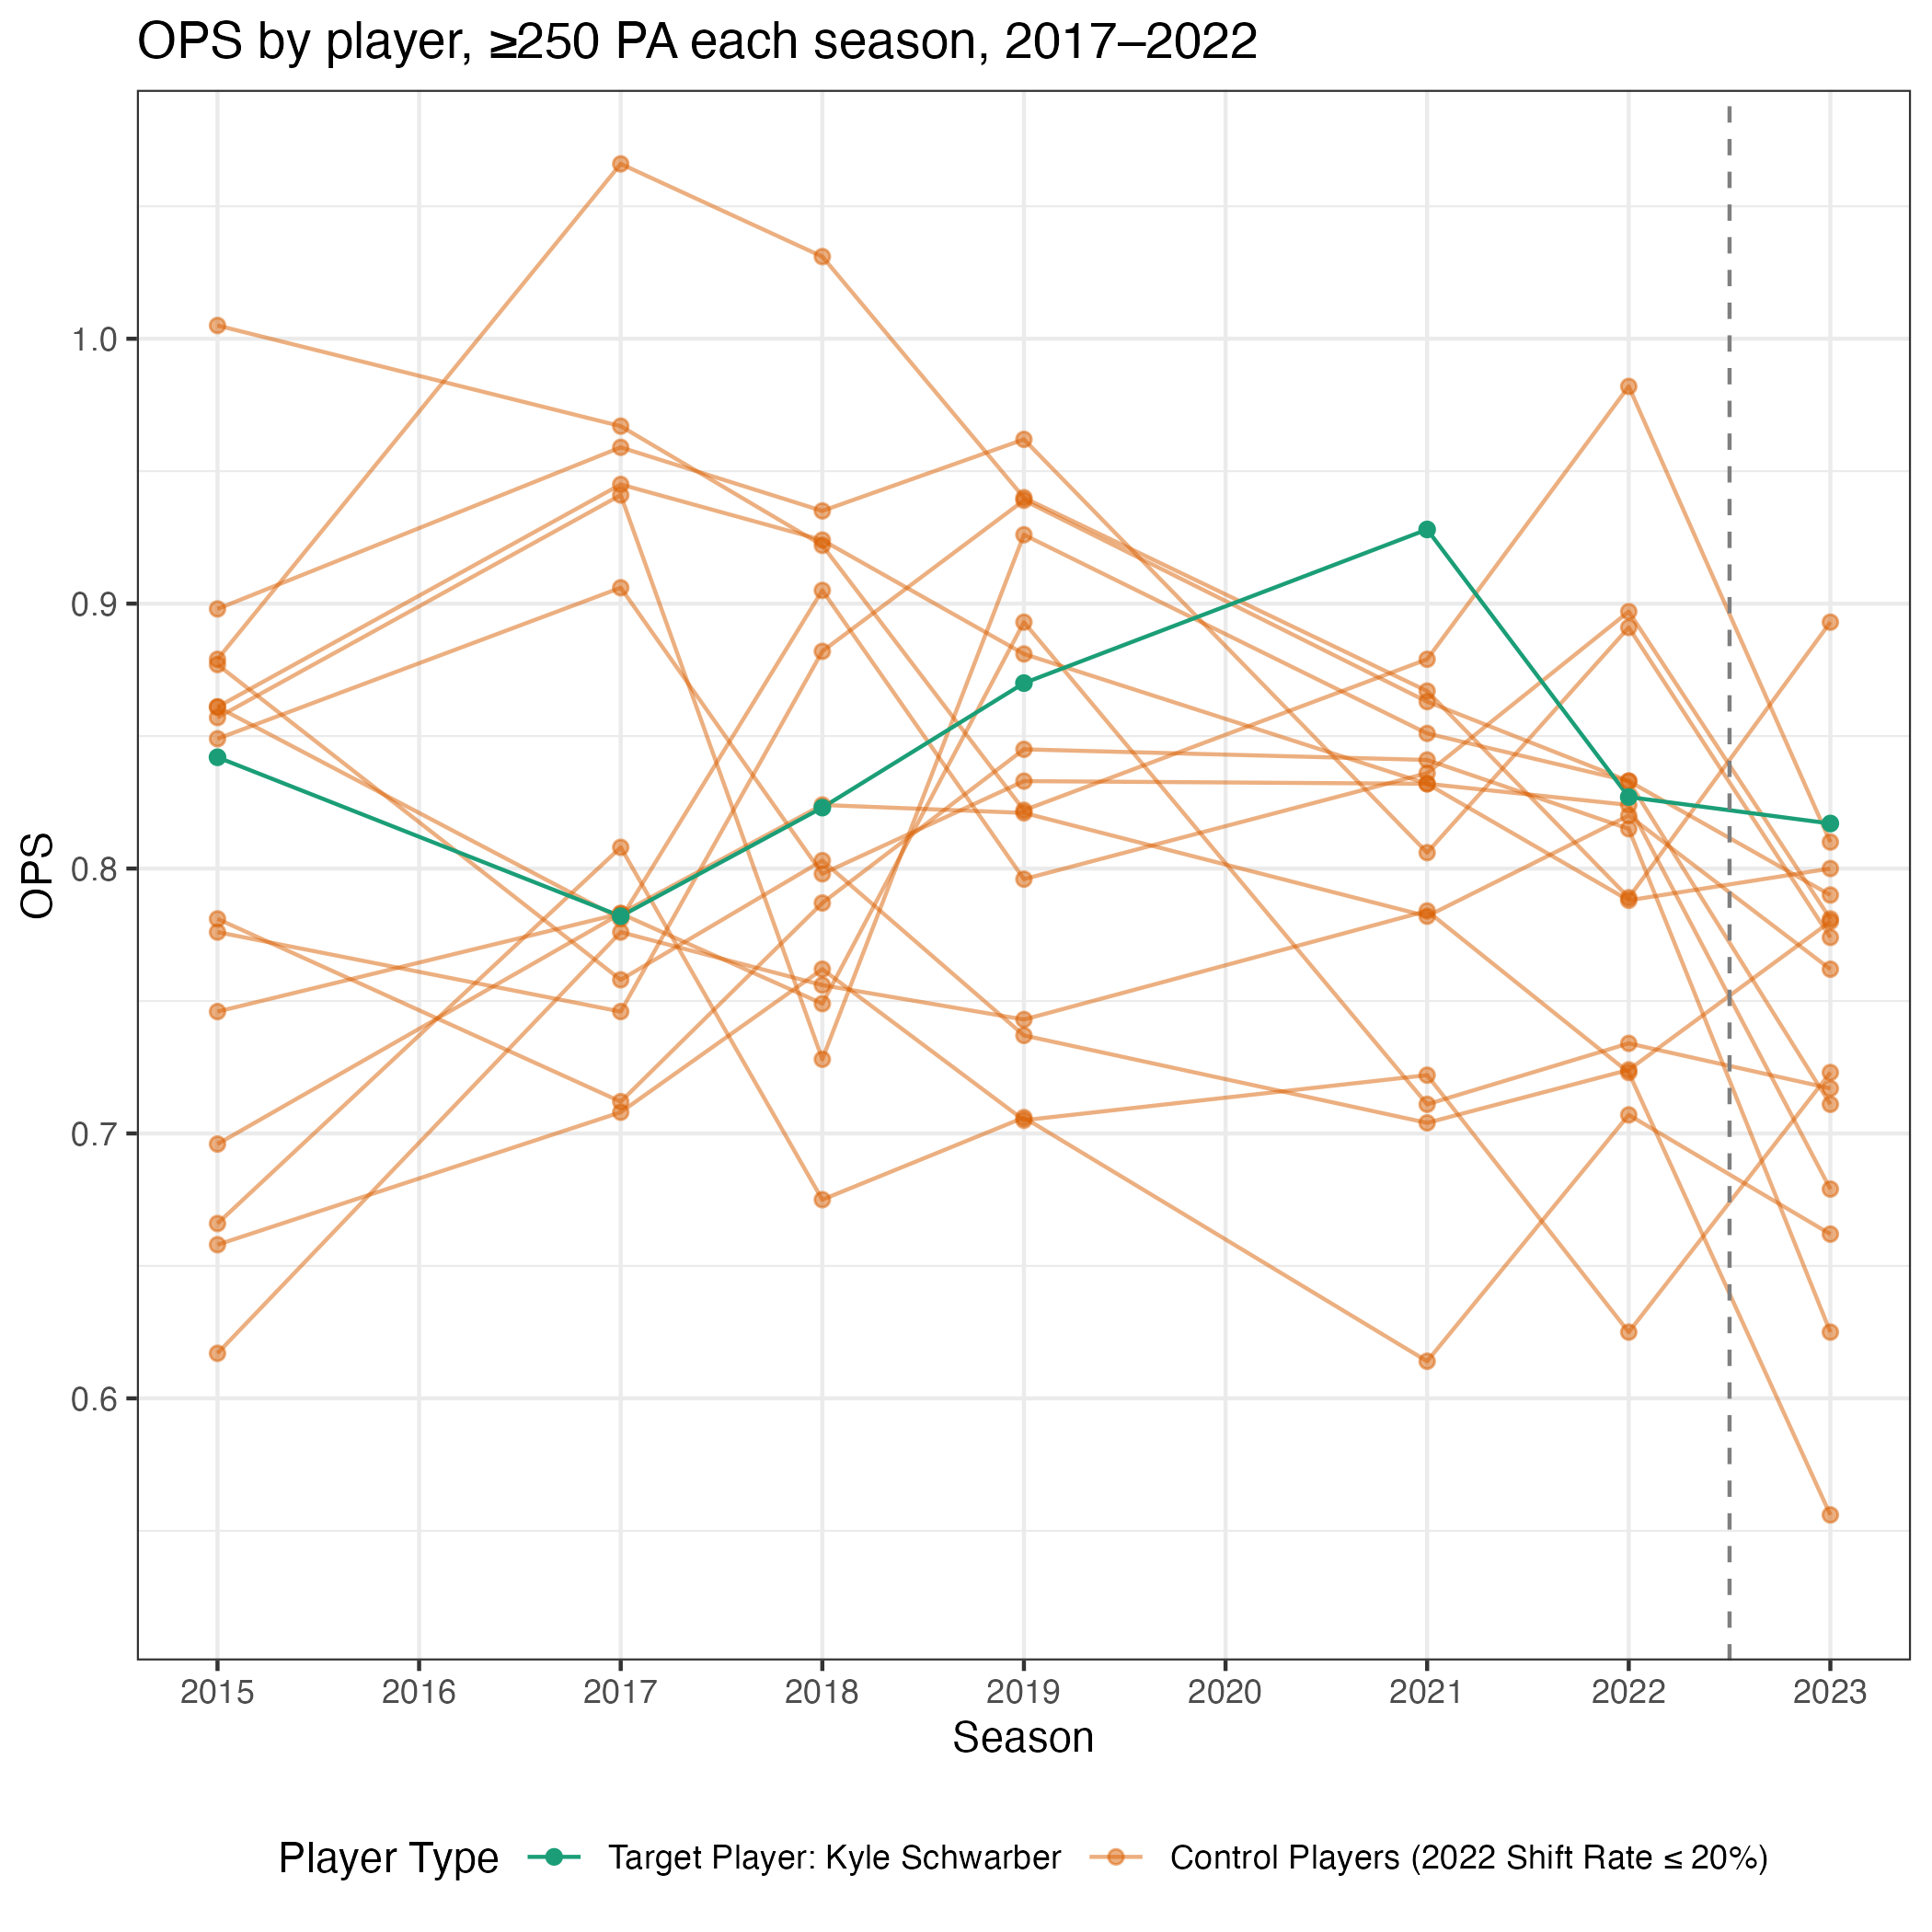 OPS by player, ≥250 PA each season, 2017–2022
1.0
0.9
0.8
0.7
0.6
OPS
2015 2016 2017 2018 2019 2020 2021 2022 2023
Season
Player Type Target Player: Kyle Schwarber Control Players (2022 Shift Rate ≤ 20%)